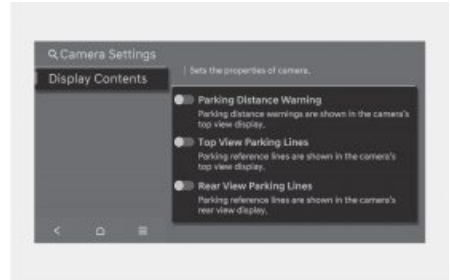 Camera Settings
Display Contents
Sets the properties of camera.
Parking Distance Warning
Parking distance warnings are shown in the camera's
top view display.
Top View Parking Lines
Parking reference lines are shown in the camera's
top view display.
Rear View Parking Lines
Parking reference lines are shown in the camera's
rear view display.